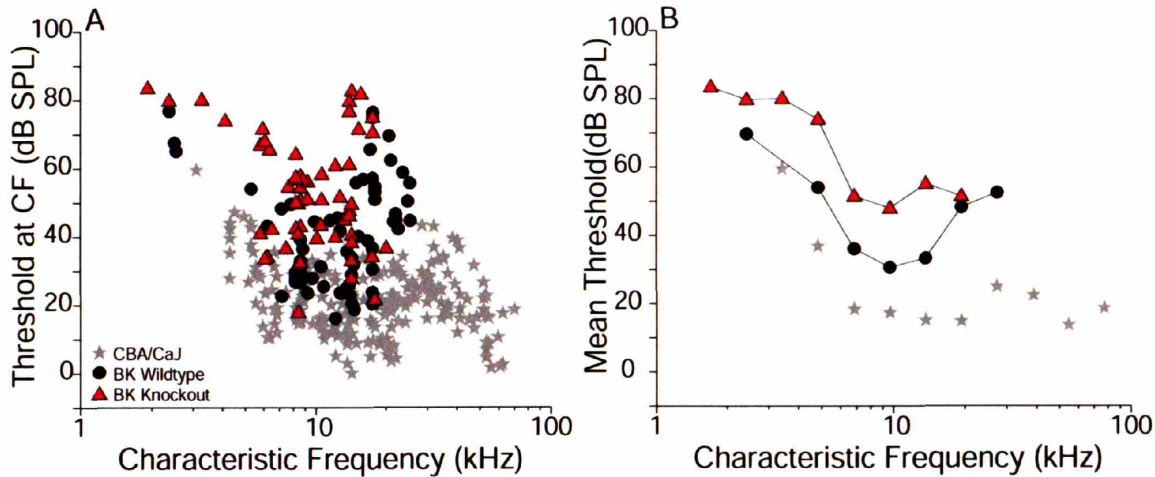 A
Threshold at CF (dB SPL)
100
80
60
40
20
0
CBA/CaJ
BK Wildtype
BK Knockout
1
10
100
Characteristic Frequency (kHz)
B
Mean Threshold(dB SPL)
100
80
60
40
20
0
1
10
100
Characteristic Frequency (kHz)